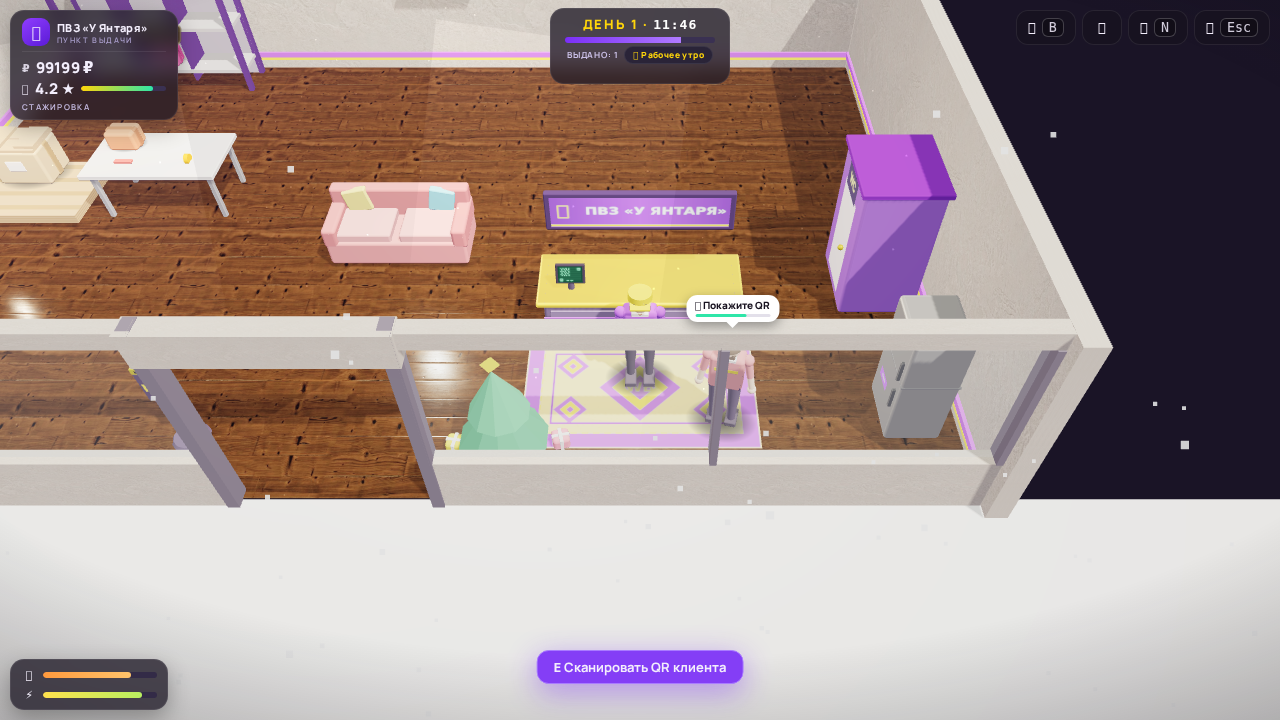 ПВЗ «У Янтаря»
ПУНКТ ВЫДАЧИ
₽ 99199 ₽
4.2 ★
СТАЖИРОВКА
ДЕНЬ 1 · 11:46
ВЫДАНО: 1 Рабочее утро
B
N
Esc
ПВЗ «У ЯНТАРЯ»
Покажите QR
E Сканировать QR клиента